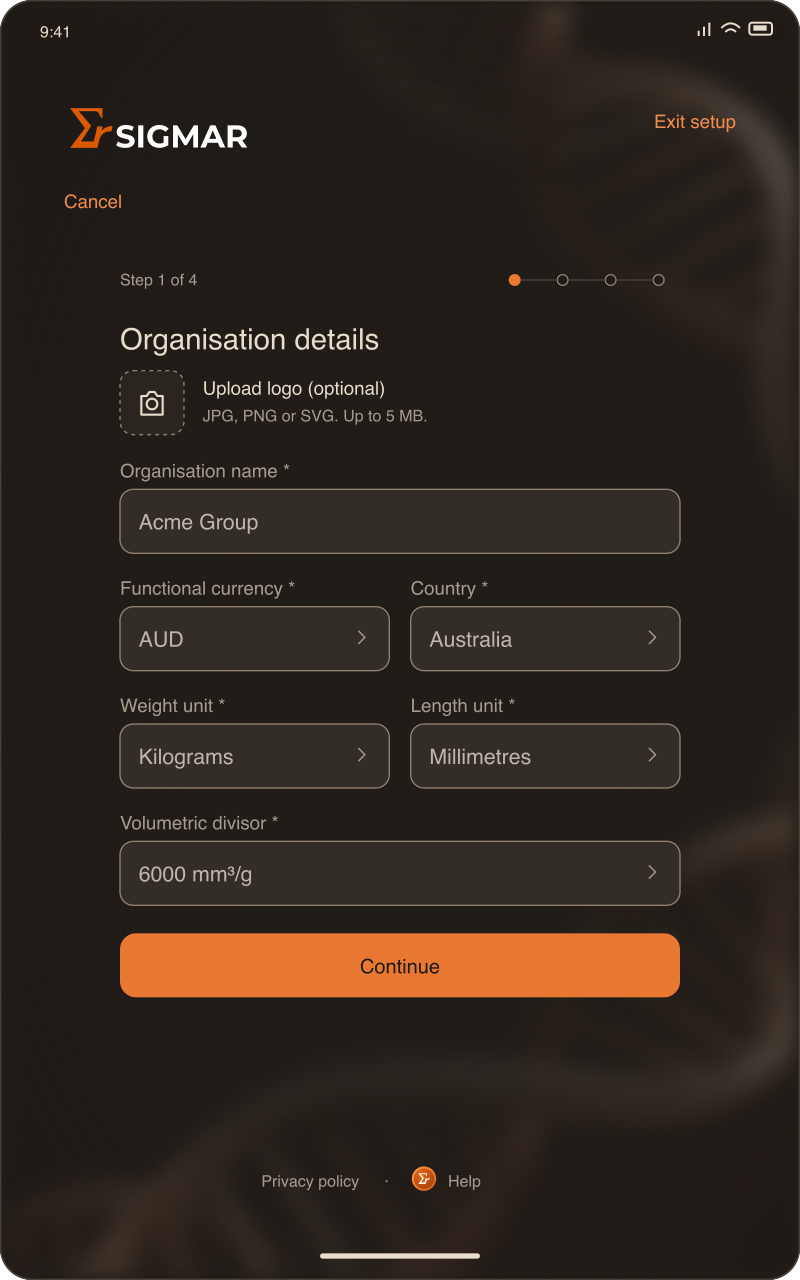 9:41
Σr SIGMAR
Exit setup
Cancel
Step 1 of 4
Organisation details
Upload logo (optional)
JPG, PNG or SVG. Up to 5 MB.
Organisation name *
Acme Group
Functional currency *
Country *
AUD
Australia
Weight unit *
Length unit *
Kilograms
Millimetres
Volumetric divisor *
6000 mm³/g
Continue
Privacy policy · Σr Help